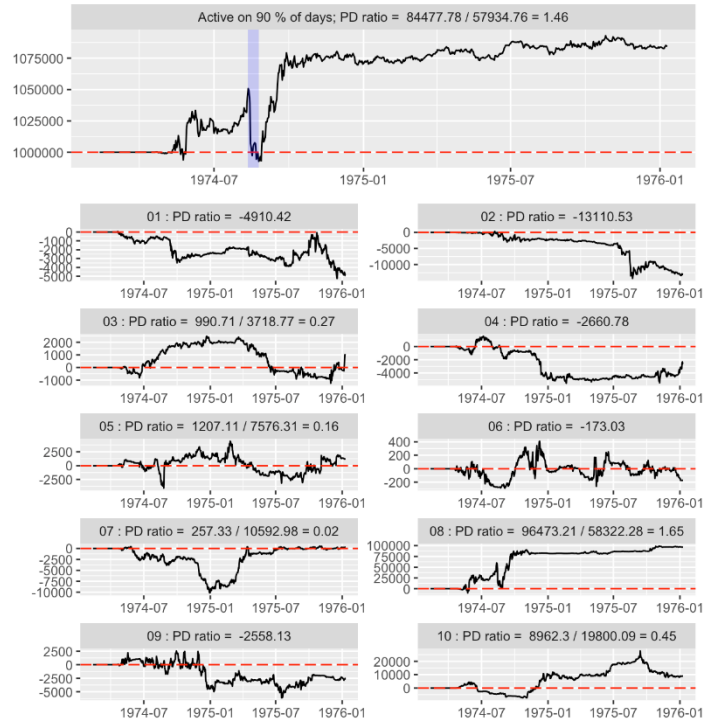 Active on 90 % of days; PD ratio = 84477.78 / 57934.76 = 1.46
1075000
1050000
1025000
1000000
1974-07 1975-01 1975-07 1976-01
01 : PD ratio = -4910.42
0
-1000
-2000
-3000
-4000
-5000
1974-07 1975-01 1975-07 1976-01
02 : PD ratio = -13110.53
0
-5000
-10000
1974-07 1975-01 1975-07 1976-01
03 : PD ratio = 990.71 / 3718.77 = 0.27
2000
1000
0
-1000
1974-07 1975-01 1975-07 1976-01
04 : PD ratio = -2660.78
0
-2000
-4000
1974-07 1975-01 1975-07 1976-01
05 : PD ratio = 1207.11 / 7576.31 = 0.16
2500
0
-2500
1974-07 1975-01 1975-07 1976-01
06 : PD ratio = -173.03
400
200
0
-200
1974-07 1975-01 1975-07 1976-01
07 : PD ratio = 257.33 / 10592.98 = 0.02
0
-2500
-5000
-7500
-10000
1974-07 1975-01 1975-07 1976-01
08 : PD ratio = 96473.21 / 58322.28 = 1.65
100000
75000
50000
25000
0
1974-07 1975-01 1975-07 1976-01
09 : PD ratio = -2558.13
2500
0
-2500
-5000
1974-07 1975-01 1975-07 1976-01
10 : PD ratio = 8962.3 / 19800.09 = 0.45
20000
10000
0
1974-07 1975-01 1975-07 1976-01